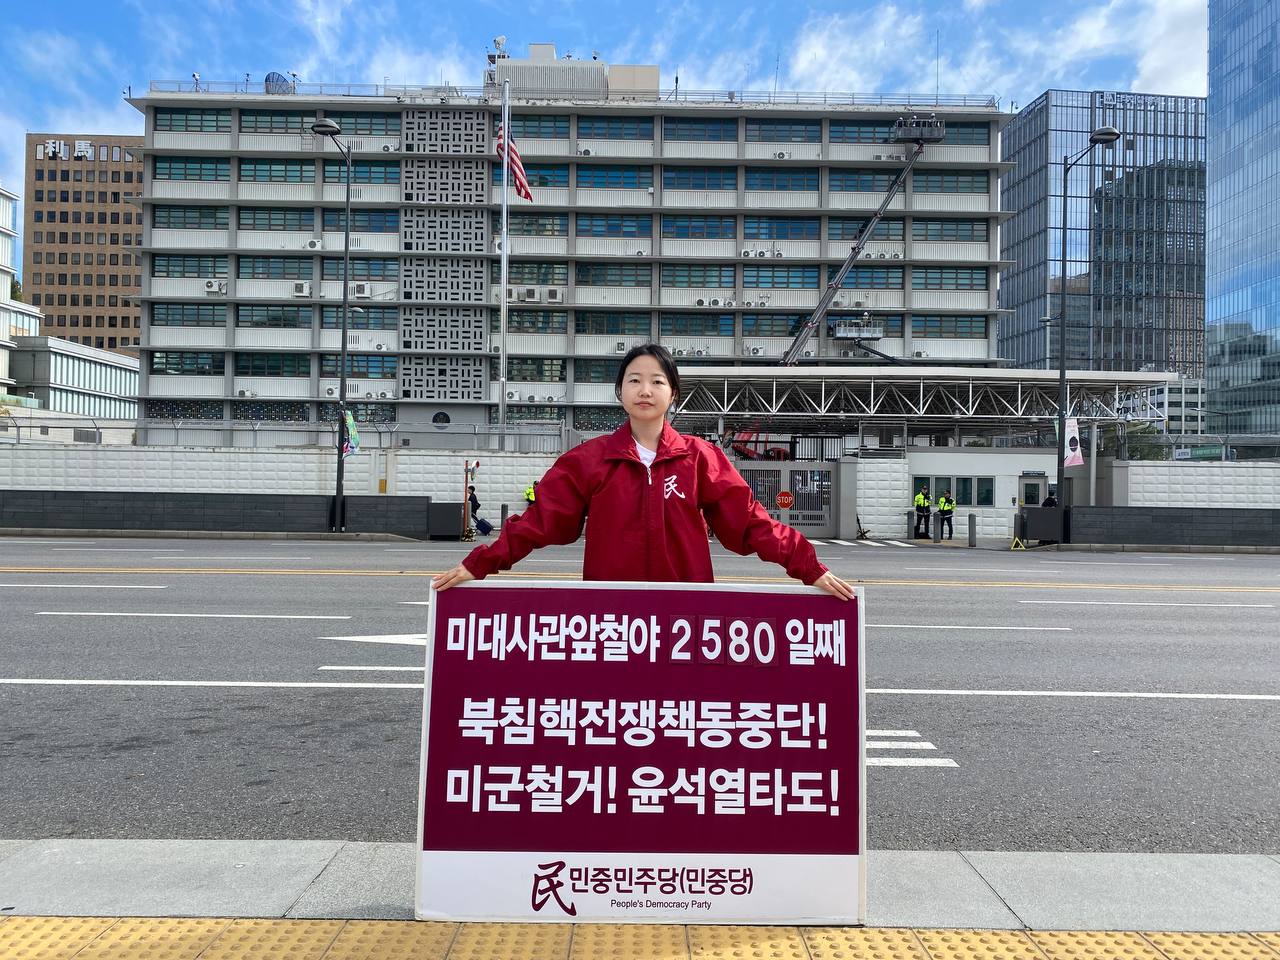 利馬
民
STOP
미대사관앞철야 2580 일째
북침핵전쟁책동중단!
미군철거! 윤석열타도!
民 민중민주당(민중당)
People's Democracy Party